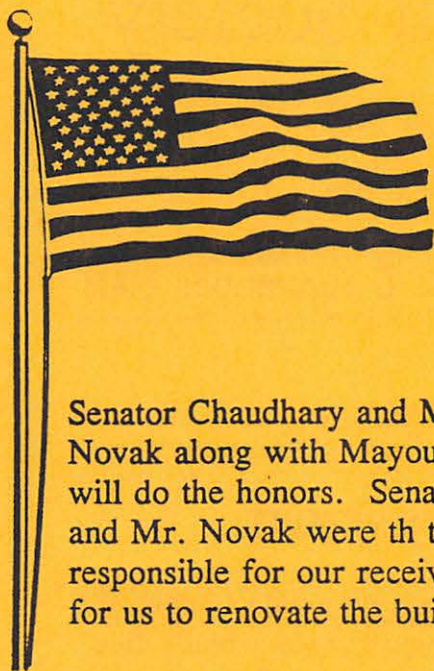 Senator Chaudhary and M
Novak along with Mayou
will do the honors. Sena
and Mr. Novak were th t
responsible for our receiv
for us to renovate the bui